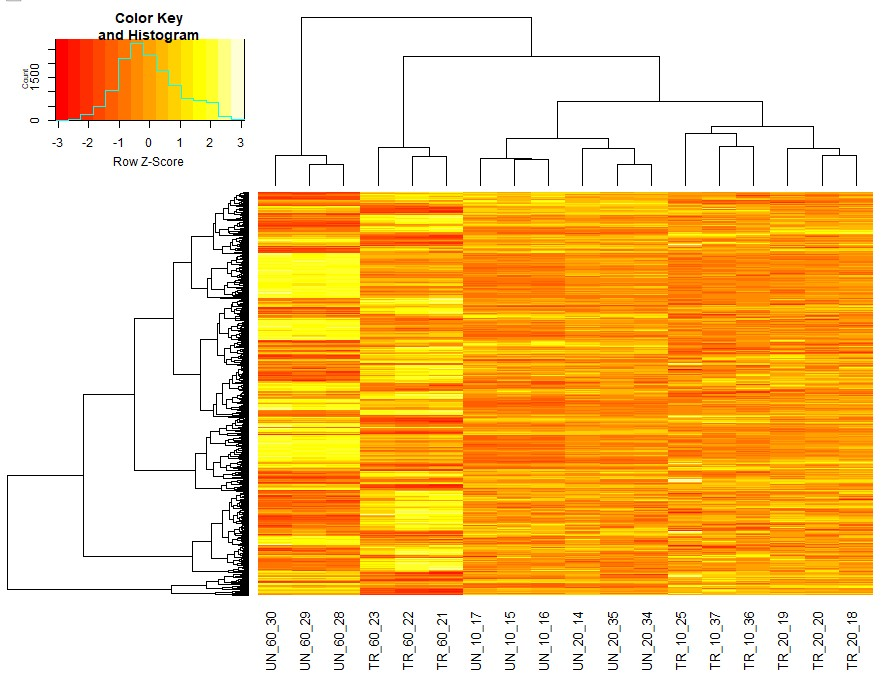 Color Key
and Histogram
Count
0
1500
-3 -2 -1 0 1 2 3
Row Z-Score
UN_60_30
UN_60_29
UN_60_28
TR_60_23
TR_60_22
TR_60_21
UN_10_17
UN_10_15
UN_10_16
UN_20_14
UN_20_35
UN_20_34
TR_10_25
TR_10_37
TR_10_36
TR_20_19
TR_20_20
TR_20_18